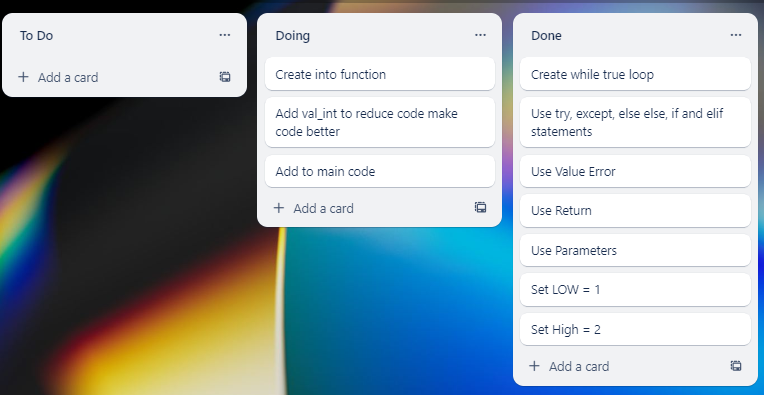 To Do
Add a card
Doing
Create into function
Add val_int to reduce code make
code better
Add to main code
Add a card
Done
Create while true loop
Use try, except, else else, if and elif
statements
Use Value Error
Use Return
Use Parameters
Set LOW = 1
Set High = 2
Add a card